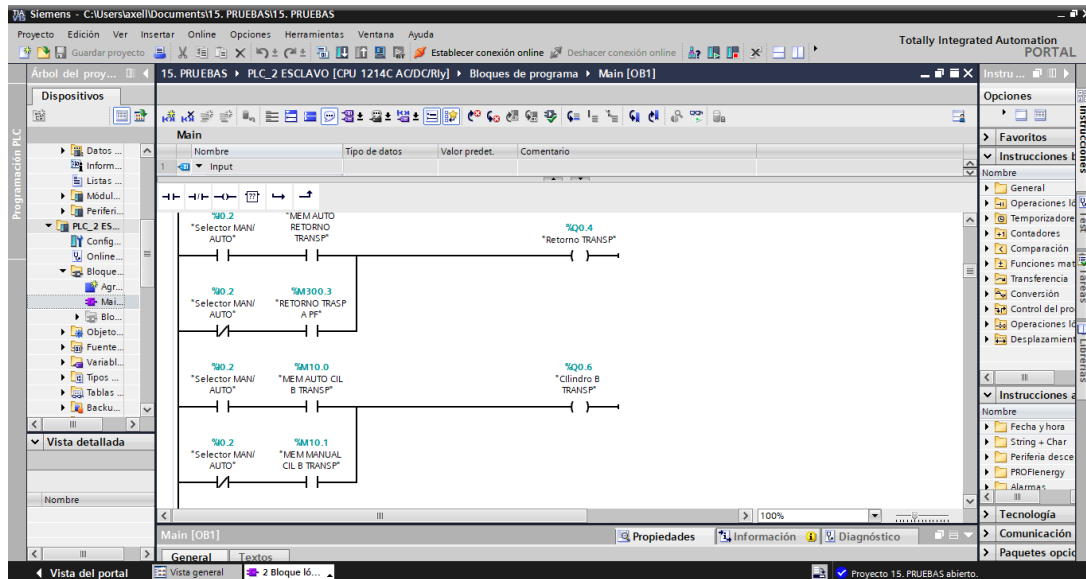 Siemens - C:\Users\axell\Documents\15. PRUEBAS\15. PRUEBAS
Proyecto Edición Ver Insertar Online Opciones Herramientas Ventana Ayuda
Guardar proyecto Establecer conexión online Deshacer conexión online
Totally Integrated Automation
PORTAL
Árbol del proy...
15. PRUEBAS PLC_2 ESCLAVO [CPU 1214C AC/DC/Rly] Bloques de programa Main [OB1]
Instru ...
Dispositivos
Opciones
Programación PLC
Datos ...
Inform...
Listas ...
Módul...
Periferi...
PLC_2 ES...
Config...
Online...
Bloque...
Agr...
Mai...
Blo...
Objeto...
Fuente...
Variabl...
Tipos ...
Tablas ...
Backu...
Vista detallada
Nombre
Main
Nombre Tipo de datos Valor predet. Comentario
1 Input
%I0.2
"Selector MAN/
AUTO"
"MEM AUTO
RETORNO
TRANSP"
%Q0.4
"Retorno TRANSP"
%I0.2
"Selector MAN/
AUTO"
%M300.3
"RETORNO TRASP
A PF"
%I0.2
"Selector MAN/
AUTO"
%M10.0
"MEM AUTO CIL
B TRANSP"
%Q0.6
"CIlindro B
TRANSP"
%I0.2
"Selector MAN/
AUTO"
%M10.1
"MEM MANUAL
CIL B TRANSP"
100%
Main [OB1]
Propiedades Información Diagnóstico
General Textos
Favoritos
Instrucciones b
Nombre
General
Operaciones ló
Temporizadore
Contadores
Comparación
Funciones mat
Transferencia
Conversión
Control del pro
Operaciones ló
Desplazamient
Instrucciones a
Nombre
Fecha y hora
String + Char
Periferia desce
PROFIenergy
Alarmas
Tecnología
Comunicación
Paquetes opcio
Instrucciones
Test
Tareas
Librerías
Vista del portal Vista general 2 Bloque ló... Proyecto 15. PRUEBAS abierto.